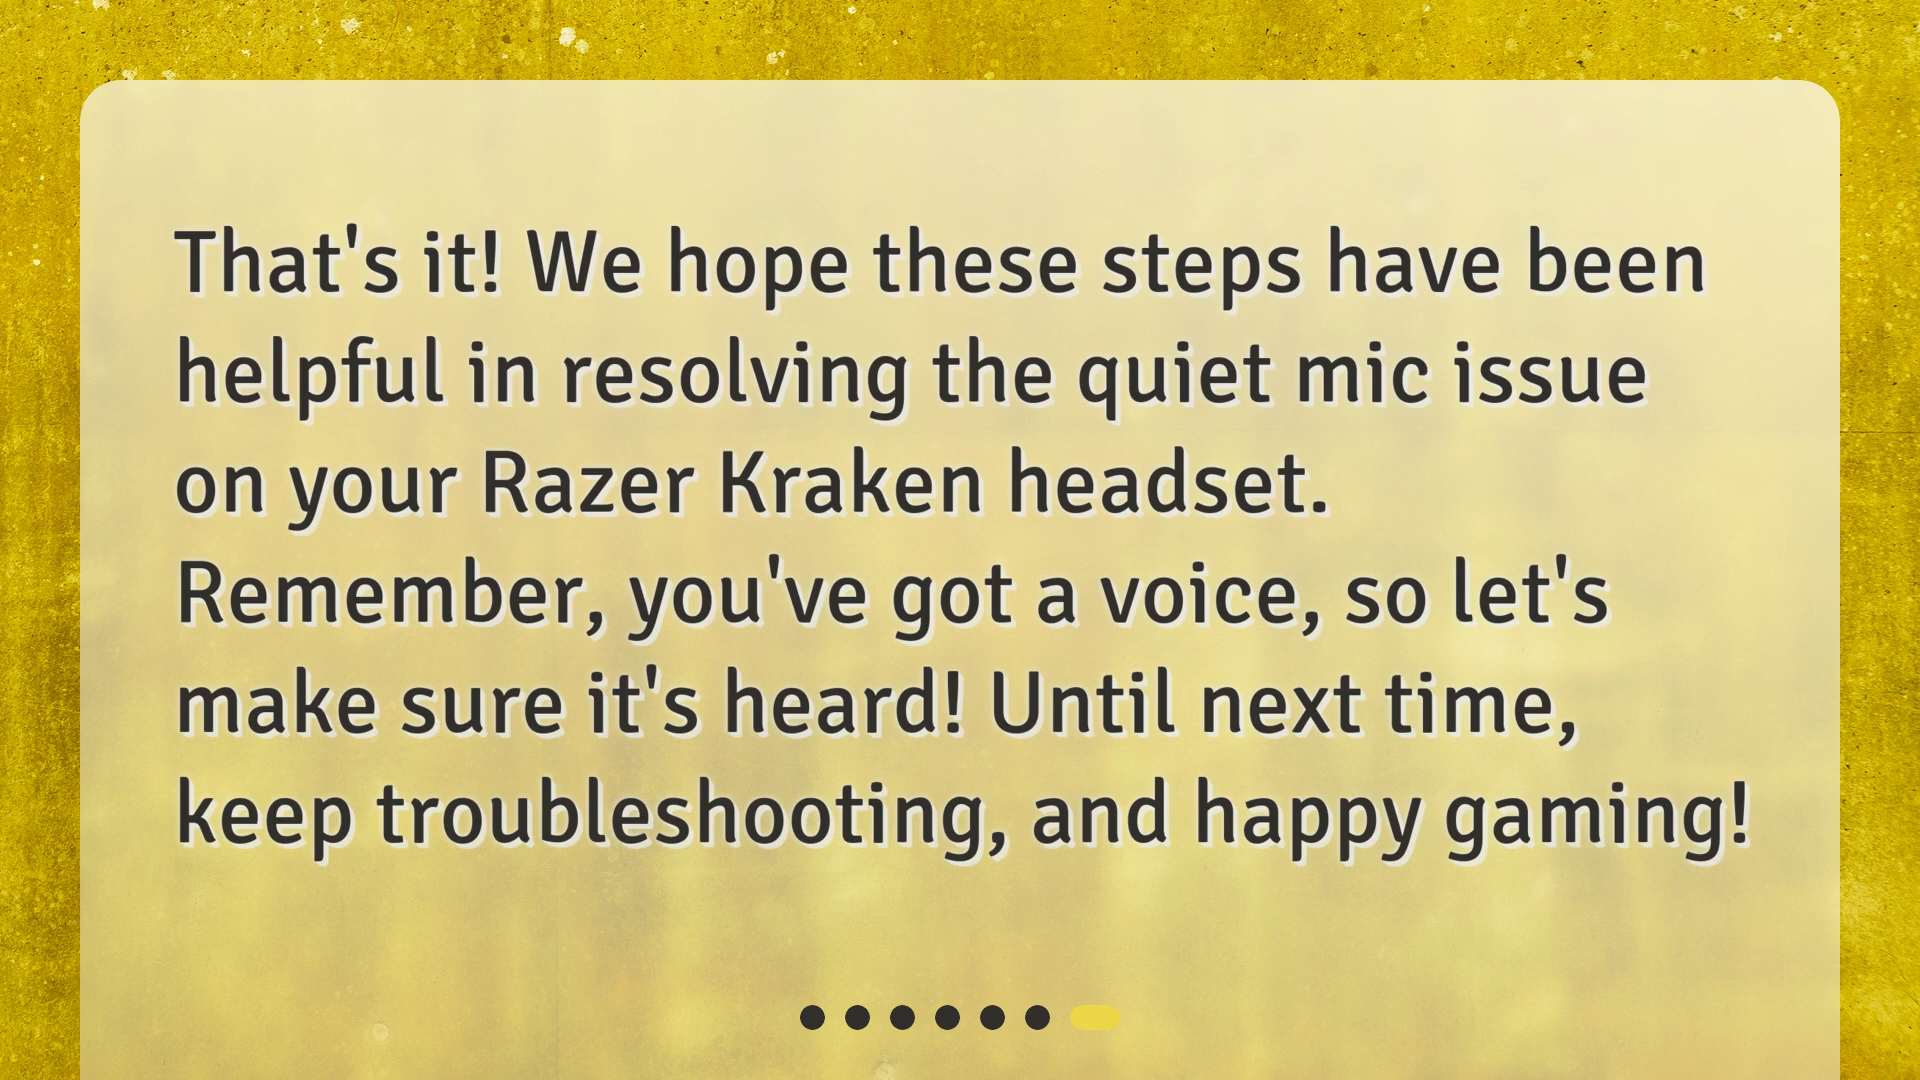 That's it! We hope these steps have been
helpful in resolving the quiet mic issue
on your Razer Kraken headset.
Remember, you've got a voice, so let's
make sure it's heard! Until next time,
keep troubleshooting, and happy gaming!